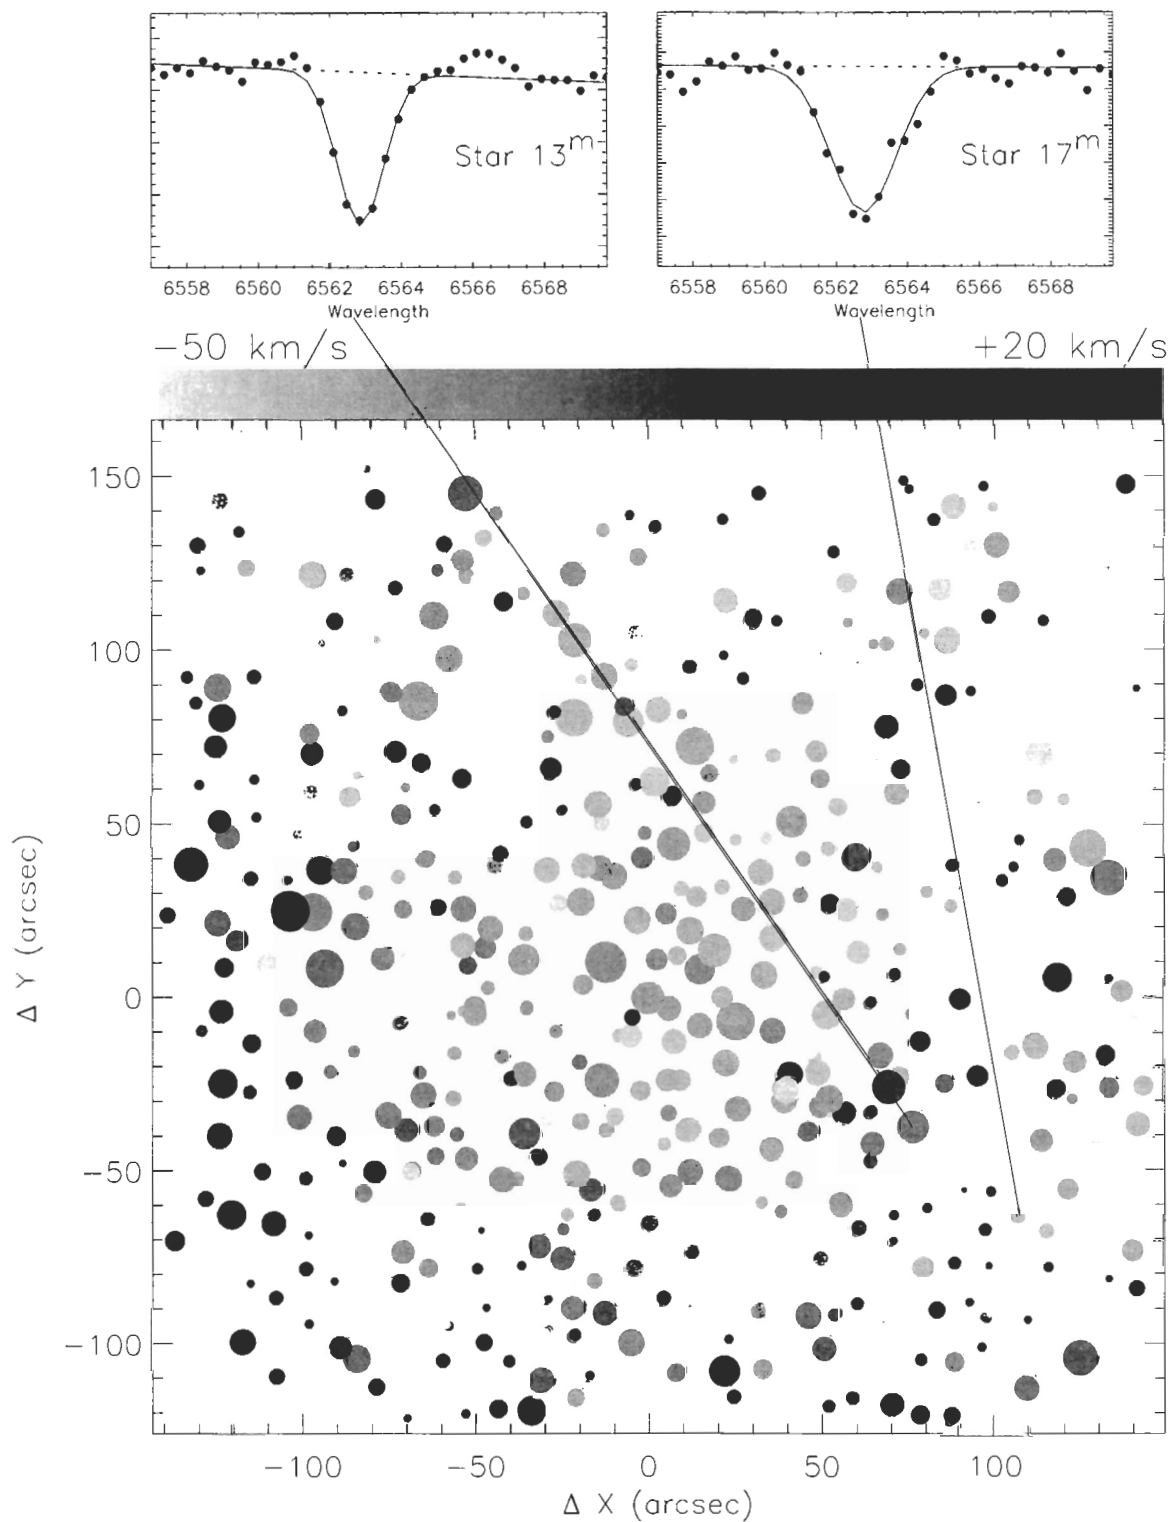 Star 13m
Star 17m
6558 6560 6562 6564 6566 6568
6558 6560 6562 6564 6566 6568
Wavelength
Wavelength
−50 km/s
+20 km/s
150
100
50
0
−50
−100
Δ Y (arcsec)
−100 −50 0 50 100
Δ X (arcsec)